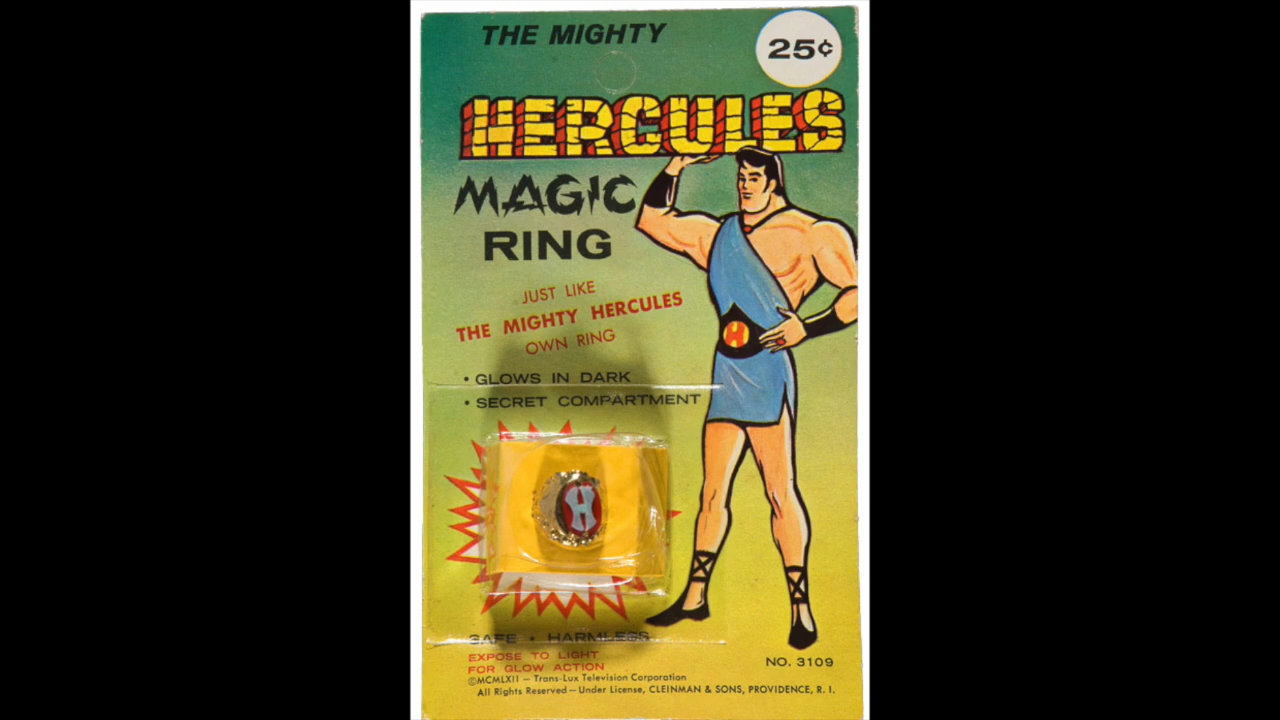 THE MIGHTY
25¢
HERCULES
MAGIC
RING
JUST LIKE
THE MIGHTY HERCULES
OWN RING
• GLOWS IN DARK
• SECRET COMPARTMENT
H
H
SAFE • HARMLESS
EXPOSE TO LIGHT
FOR GLOW ACTION
NO. 3109
©MCMLXII — Trans-Lux Television Corporation
All Rights Reserved — Under License, CLEINMAN & SONS, PROVIDENCE, R. I.